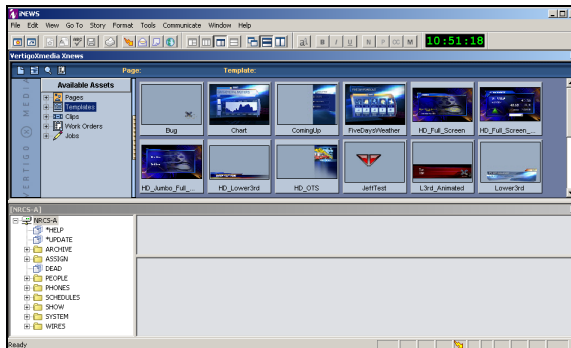 iNEWS
File Edit View Go To Story Format Tools Communicate Window Help
a| B I U N P CC M 10:51:18
VertigoXmedia Xnews
Page: Template:
VERTIGO XMEDIA
Available Assets
Pages
Templates
Clips
Work Orders
Jobs
Bug Chart ComingUp FiveDaysWeather HD_Full_Screen HD_Full_Screen_...
HD_Jumbo_Full_... HD_Lower3rd HD_OTS JeffTest L3rd_Animated Lower3rd
[NRCS-A]
NRCS-A
*HELP
*UPDATE
ARCHIVE
ASSIGN
DEAD
PEOPLE
PHONES
SCHEDULES
SHOW
SYSTEM
WIRES
Ready